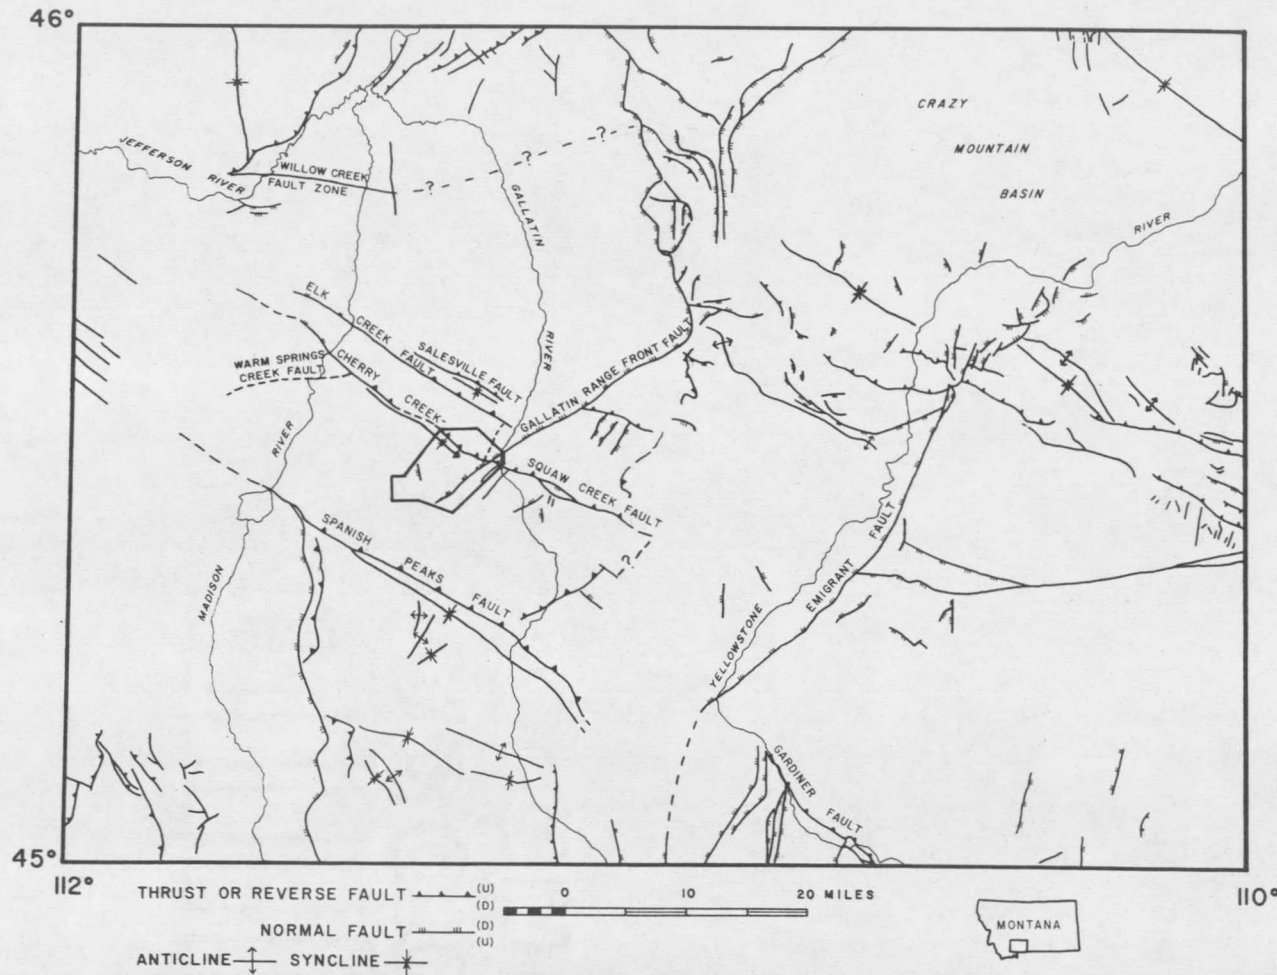 46°
CRAZY
MOUNTAIN
BASIN
RIVER
JEFFERSON
RIVER
WILLOW CREEK
FAULT ZONE
?
?
?
GALLATIN
RIVER
ELK
CREEK
FAULT
SALESVILLE FAULT
WARM SPRINGS
CREEK FAULT
CHERRY
CREEK
GALLATIN RANGE FRONT FAULT
SQUAW CREEK FAULT
RIVER
MADISON
SPANISH
PEAKS
FAULT
?
YELLOWSTONE
EMIGRANT
FAULT
GARDINER
FAULT
45°
112°
110°
THRUST OR REVERSE FAULT (U)
(D)
NORMAL FAULT (D)
(U)
ANTICLINE SYNCLINE
0 10 20 MILES
MONTANA